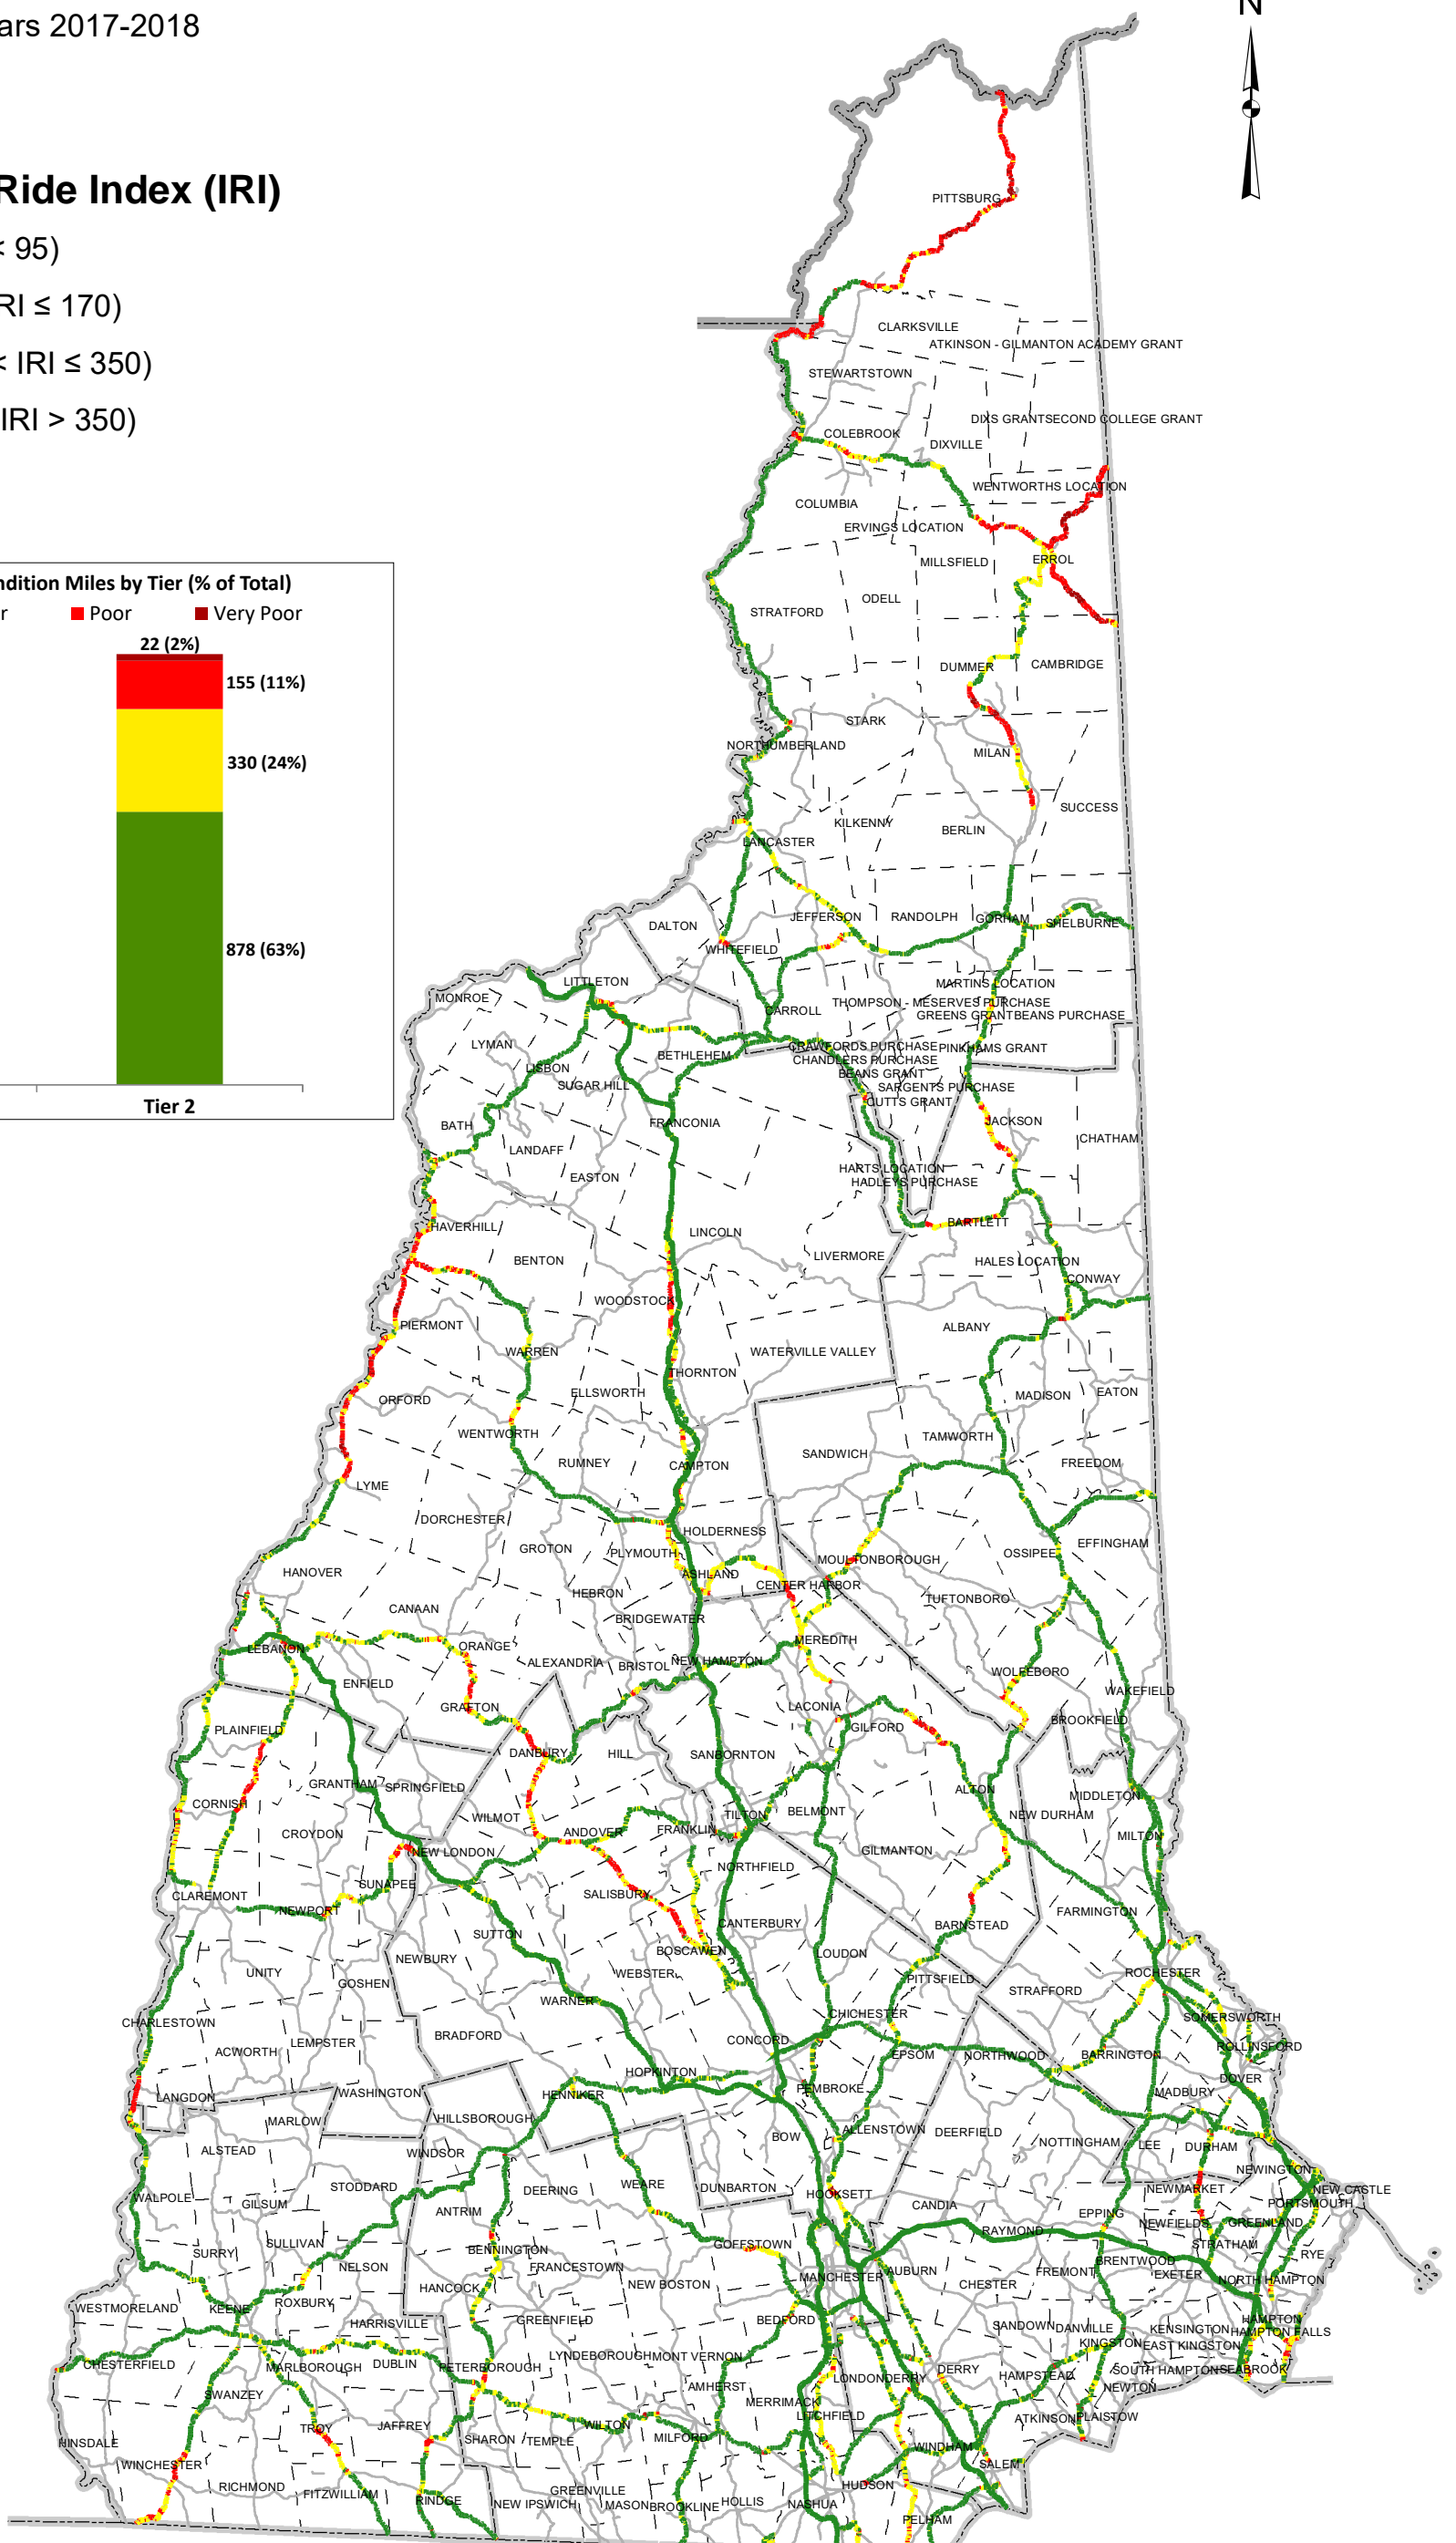 ars 2017-2018
N
Ride Index (IRI)
< 95)
RI ≤ 170)
< IRI ≤ 350)
IRI > 350)
ndition Miles by Tier (% of Total)
r Poor Very Poor
22 (2%)
155 (11%)
330 (24%)
878 (63%)
Tier 2
PITTSBURG
CLARKSVILLE
ATKINSON - GILMANTON ACADEMY GRANT
STEWARTSTOWN
DIXS GRANT SECOND COLLEGE GRANT
COLEBROOK
DIXVILLE
WENTWORTHS LOCATION
COLUMBIA
ERVINGS LOCATION
MILLSFIELD
ERROL
ODELL
STRATFORD
DUMMER
CAMBRIDGE
STARK
NORTHUMBERLAND
MILAN
SUCCESS
KILKENNY
BERLIN
LANCASTER
JEFFERSON
RANDOLPH
GORHAM
SHELBURNE
DALTON
WHITEFIELD
LITTLETON
MARTINS LOCATION
MONROE
THOMPSON - MESERVES PURCHASE
CARROLL
GREENS GRANT BEANS PURCHASE
LYMAN
CRAWFORDS PURCHASE PINKHAMS GRANT
BETHLEHEM
CHANDLERS PURCHASE
LISBON
BEANS GRANT
SUGAR HILL
SARGENTS PURCHASE
CUTTS GRANT
FRANCONIA
JACKSON
BATH
CHATHAM
LANDAFF
HARTS LOCATION
EASTON
HADLEYS PURCHASE
HAVERHILL
BARTLETT
LINCOLN
LIVERMORE
BENTON
HALES LOCATION
CONWAY
WOODSTOCK
PIERMONT
ALBANY
WARREN
WATERVILLE VALLEY
THORNTON
ELLSWORTH
EATON
MADISON
ORFORD
WENTWORTH
TAMWORTH
SANDWICH
RUMNEY
CAMPTON
FREEDOM
LYME
DORCHESTER
HOLDERNESS
GROTON
PLYMOUTH
OSSIPEE
EFFINGHAM
HANOVER
ASHLAND
MOULTONBOROUGH
CENTER HARBOR
HEBRON
TUFTONBORO
CANAAN
BRIDGEWATER
LEBANON
ORANGE
MEREDITH
ALEXANDRIA
BRISTOL
NEW HAMPTON
ENFIELD
WOLFEBORO
WAKEFIELD
GRAFTON
LACONIA
BROOKFIELD
PLAINFIELD
GILFORD
DANBURY
HILL
SANBORNTON
GRANTHAM
SPRINGFIELD
ALTON
MIDDLETON
CORNISH
WILMOT
TILTON
BELMONT
NEW DURHAM
CROYDON
ANDOVER
FRANKLIN
MILTON
NEW LONDON
GILMANTON
NORTHFIELD
SUNAPEE
CLAREMONT
SALISBURY
NEWPORT
FARMINGTON
CANTERBURY
BARNSTEAD
SUTTON
BOSCAWEN
LOUDON
NEWBURY
UNITY
WEBSTER
ROCHESTER
GOSHEN
PITTSFIELD
STRAFFORD
WARNER
CHICHESTER
SOMERSWORTH
CHARLESTOWN
BRADFORD
CONCORD
LEMPSTER
ROLLINSFORD
ACWORTH
EPSOM
NORTHWOOD
BARRINGTON
HOPKINTON
DOVER
WASHINGTON
HENNIKER
PEMBROKE
MADBURY
LANGDON
MARLOW
HILLSBOROUGH
ALLENSTOWN
DEERFIELD
BOW
NOTTINGHAM
LEE
DURHAM
ALSTEAD
WINDSOR
NEWINGTON
STODDARD
WEARE
DUNBARTON
NEWMARKET
NEW CASTLE
DEERING
HOOKSETT
WALPOLE
PORTSMOUTH
GILSUM
CANDIA
ANTRIM
EPPING
NEWFIELDS
GREENLAND
RAYMOND
SULLIVAN
STRATHAM
GOFFSTOWN
BENNINGTON
SURRY
RYE
NELSON
FRANCESTOWN
BRENTWOOD
AUBURN
FREMONT
EXETER
MANCHESTER
NORTH HAMPTON
NEW BOSTON
CHESTER
HANCOCK
ROXBURY
WESTMORELAND
KEENE
HARRISVILLE
GREENFIELD
BEDFORD
HAMPTON
SANDOWN
DANVILLE
KENSINGTON
HAMPTON FALLS
KINGSTON
EAST KINGSTON
LYNDEBOROUGH
MONT VERNON
CHESTERFIELD
MARLBOROUGH
DUBLIN
PETERBOROUGH
DERRY
SOUTH HAMPTON
SEABROOK
LONDONDERRY
HAMPSTEAD
AMHERST
NEWTON
SWANZEY
MERRIMACK
LITCHFIELD
ATKINSON
PLAISTOW
TROY
JAFFREY
WILTON
SHARON
TEMPLE
MILFORD
HINSDALE
WINDHAM
WINCHESTER
SALEM
RICHMOND
FITZWILLIAM
HUDSON
GREENVILLE
RINDGE
NEW IPSWICH
MASON
BROOKLINE
HOLLIS
NASHUA
PELHAM